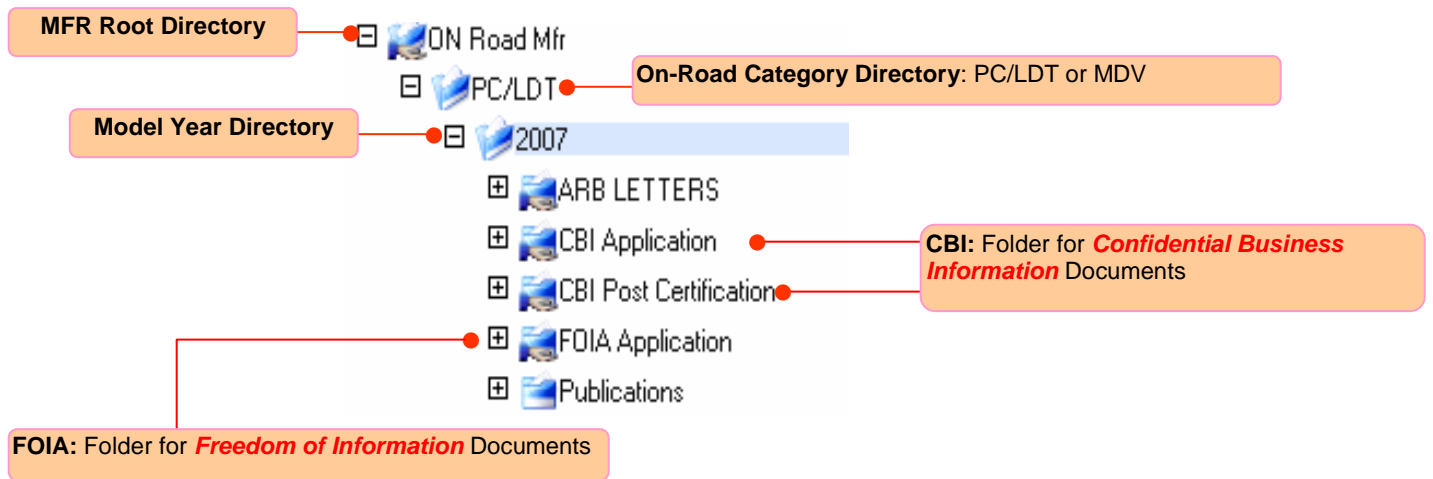 MFR Root Directory
ON Road Mfr
On-Road Category Directory: PC/LDT or MDV
PC/LDT
Model Year Directory
2007
ARB LETTERS
CBI Application
CBI: Folder for Confidential Business
Information Documents
CBI Post Certification
FOIA Application
Publications
FOIA: Folder for Freedom of Information Documents